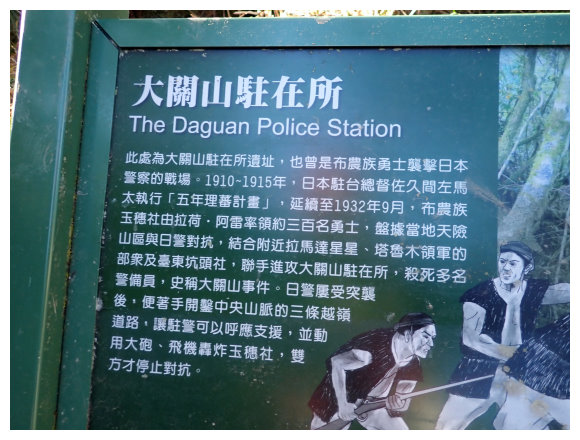 大關山駐在所
The Daguan Police Station
此處為大關山駐在所遺址，也曾是布農族勇士襲擊日本
警察的戰場。1910~1915年，日本駐台總督佐久間左馬
太執行「五年理蕃計畫」，延續至1932年9月，布農族
玉穗社由拉荷．阿雷率領約三百名勇士，盤據當地天險
山區與日警對抗，結合附近拉馬達星星、塔魯木領軍的
部衆及臺東坑頭社，聯手進攻大關山駐在所，殺死多名
警備員，史稱大關山事件。日警屢受突襲
後，便著手開鑿中央山脈的三條越嶺
道路，讓駐警可以呼應支援，並動
用大砲、飛機轟炸玉穗社，雙
方才停止對抗。